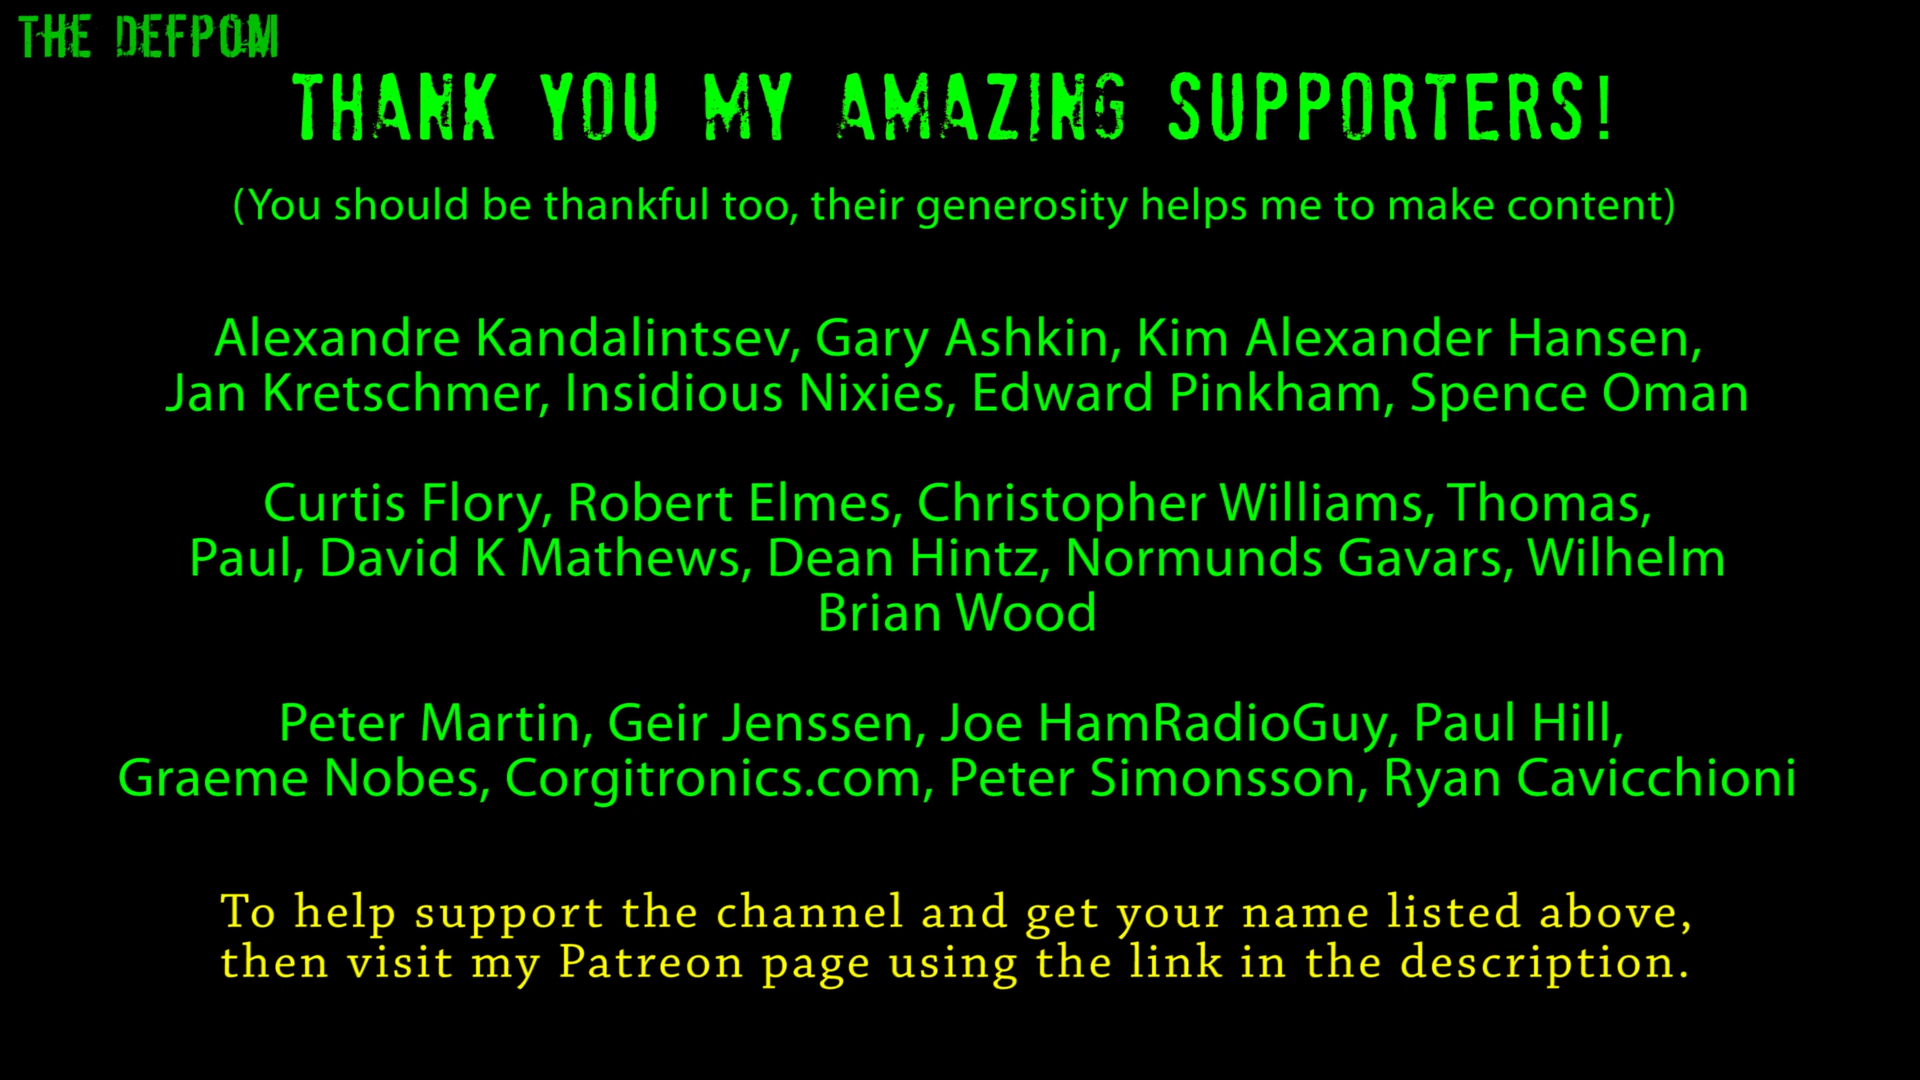 THE DEFPOM
THANK YOU MY AMAZING SUPPORTERS!
(You should be thankful too, their generosity helps me to make content)
Alexandre Kandalintsev, Gary Ashkin, Kim Alexander Hansen,
Jan Kretschmer, Insidious Nixies, Edward Pinkham, Spence Oman
Curtis Flory, Robert Elmes, Christopher Williams, Thomas,
Paul, David K Mathews, Dean Hintz, Normunds Gavars, Wilhelm
Brian Wood
Peter Martin, Geir Jenssen, Joe HamRadioGuy, Paul Hill,
Graeme Nobes, Corgitronics.com, Peter Simonsson, Ryan Cavicchioni
To help support the channel and get your name listed above,
then visit my Patreon page using the link in the description.